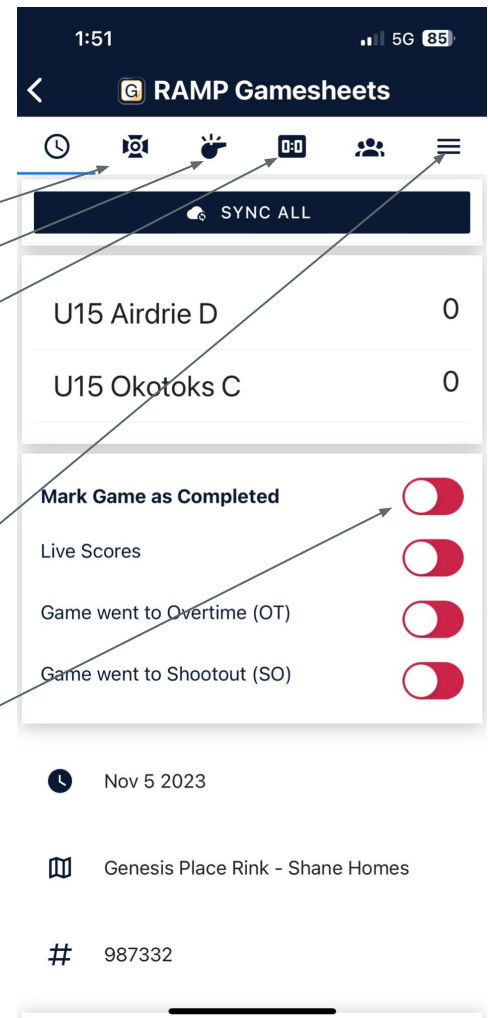 1:51 5G 85
G RAMP Gamesheets
0:0
SYNC ALL
U15 Airdrie D 0
U15 Okotoks C 0
Mark Game as Completed
Live Scores
Game went to Overtime (OT)
Game went to Shootout (SO)
Nov 5 2023
Genesis Place Rink - Shane Homes
# 987332